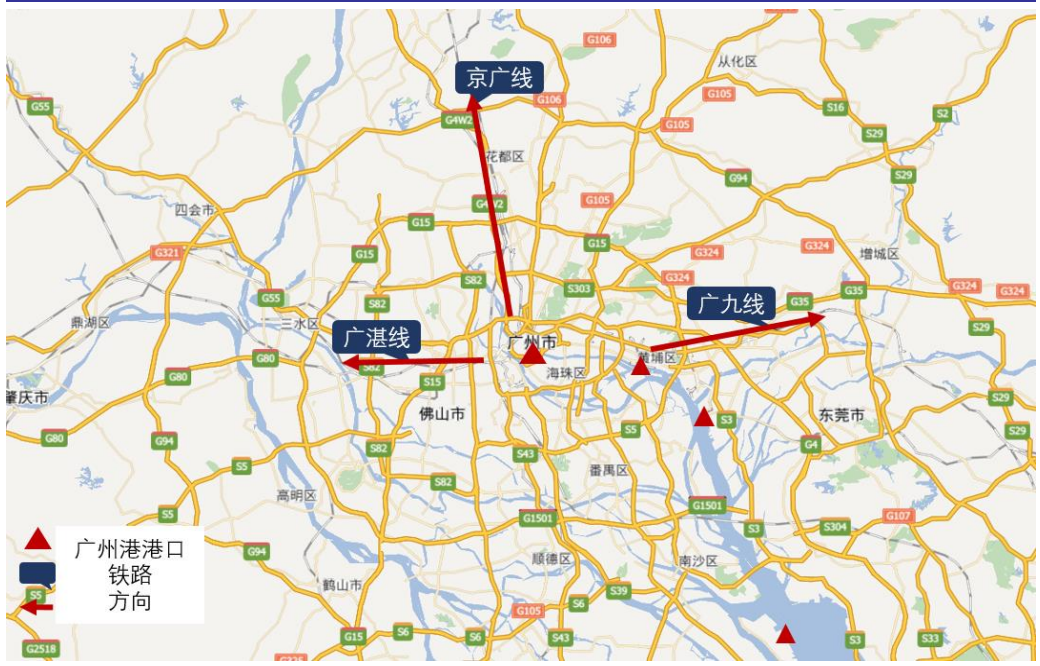 G106
从化区
京广线
G55
G106
G105
S16
G4W2
G105
S2
S29
花都区
G94
S29
G4W2
G105
四会市
G15
G15
G324
G321
G15
G324
增城区
S82
S303
G55
S82
广九线
G35
G35
G324
G324
鼎湖区
三水区
广湛线
广州市
S29
G80
S82
黄埔区
G80
S15
海珠区
肇庆市
S29
佛山市
S3
东莞市
G80
G94
S5
S29
S82
S43
G4
S5
番禺区
S82
高明区
S5
G1501
G1501
G107
S3
S304
广州港港口
铁路
方向
G94
顺德区
南沙区
鹤山市
S5
S39
G105
S6
G15
S6
S6
S43
S3
S33
G2518